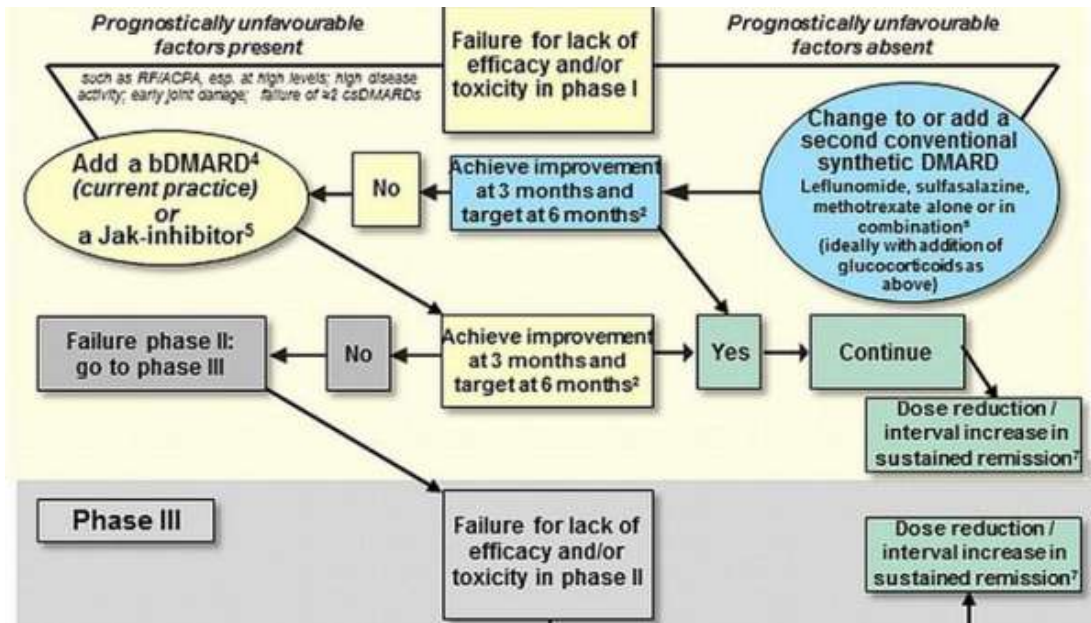 Prognostically unfavourable
factors present
such as RF/ACPA, esp. at high levels; high disease
activity; early joint damage; failure of ≥2 csDMARDs
Failure for lack of
efficacy and/or
toxicity in phase I
Prognostically unfavourable
factors absent
Change to or add a
second conventional
synthetic DMARD
Leflunomide, sulfasalazine,
methotrexate alone or in
combination⁶
(ideally with addition of
glucocorticoids as
above)
Achieve improvement
at 3 months and
target at 6 months²
No
Add a bDMARD⁴
(current practice)
or
a Jak-inhibitor⁵
Failure phase II:
go to phase III
No
Achieve improvement
at 3 months and
target at 6 months²
Yes
Continue
Dose reduction /
interval increase in
sustained remission⁷
Phase III
Failure for lack of
efficacy and/or
toxicity in phase II
Dose reduction /
interval increase in
sustained remission⁷